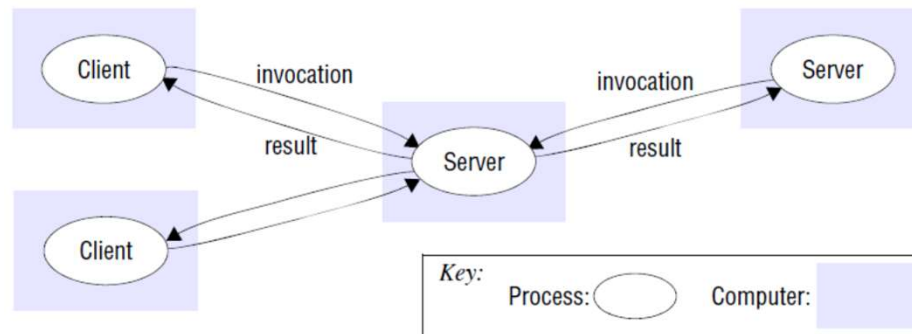 Client
invocation
result
Server
invocation
result
Server
Client
Key:
Process:
Computer: